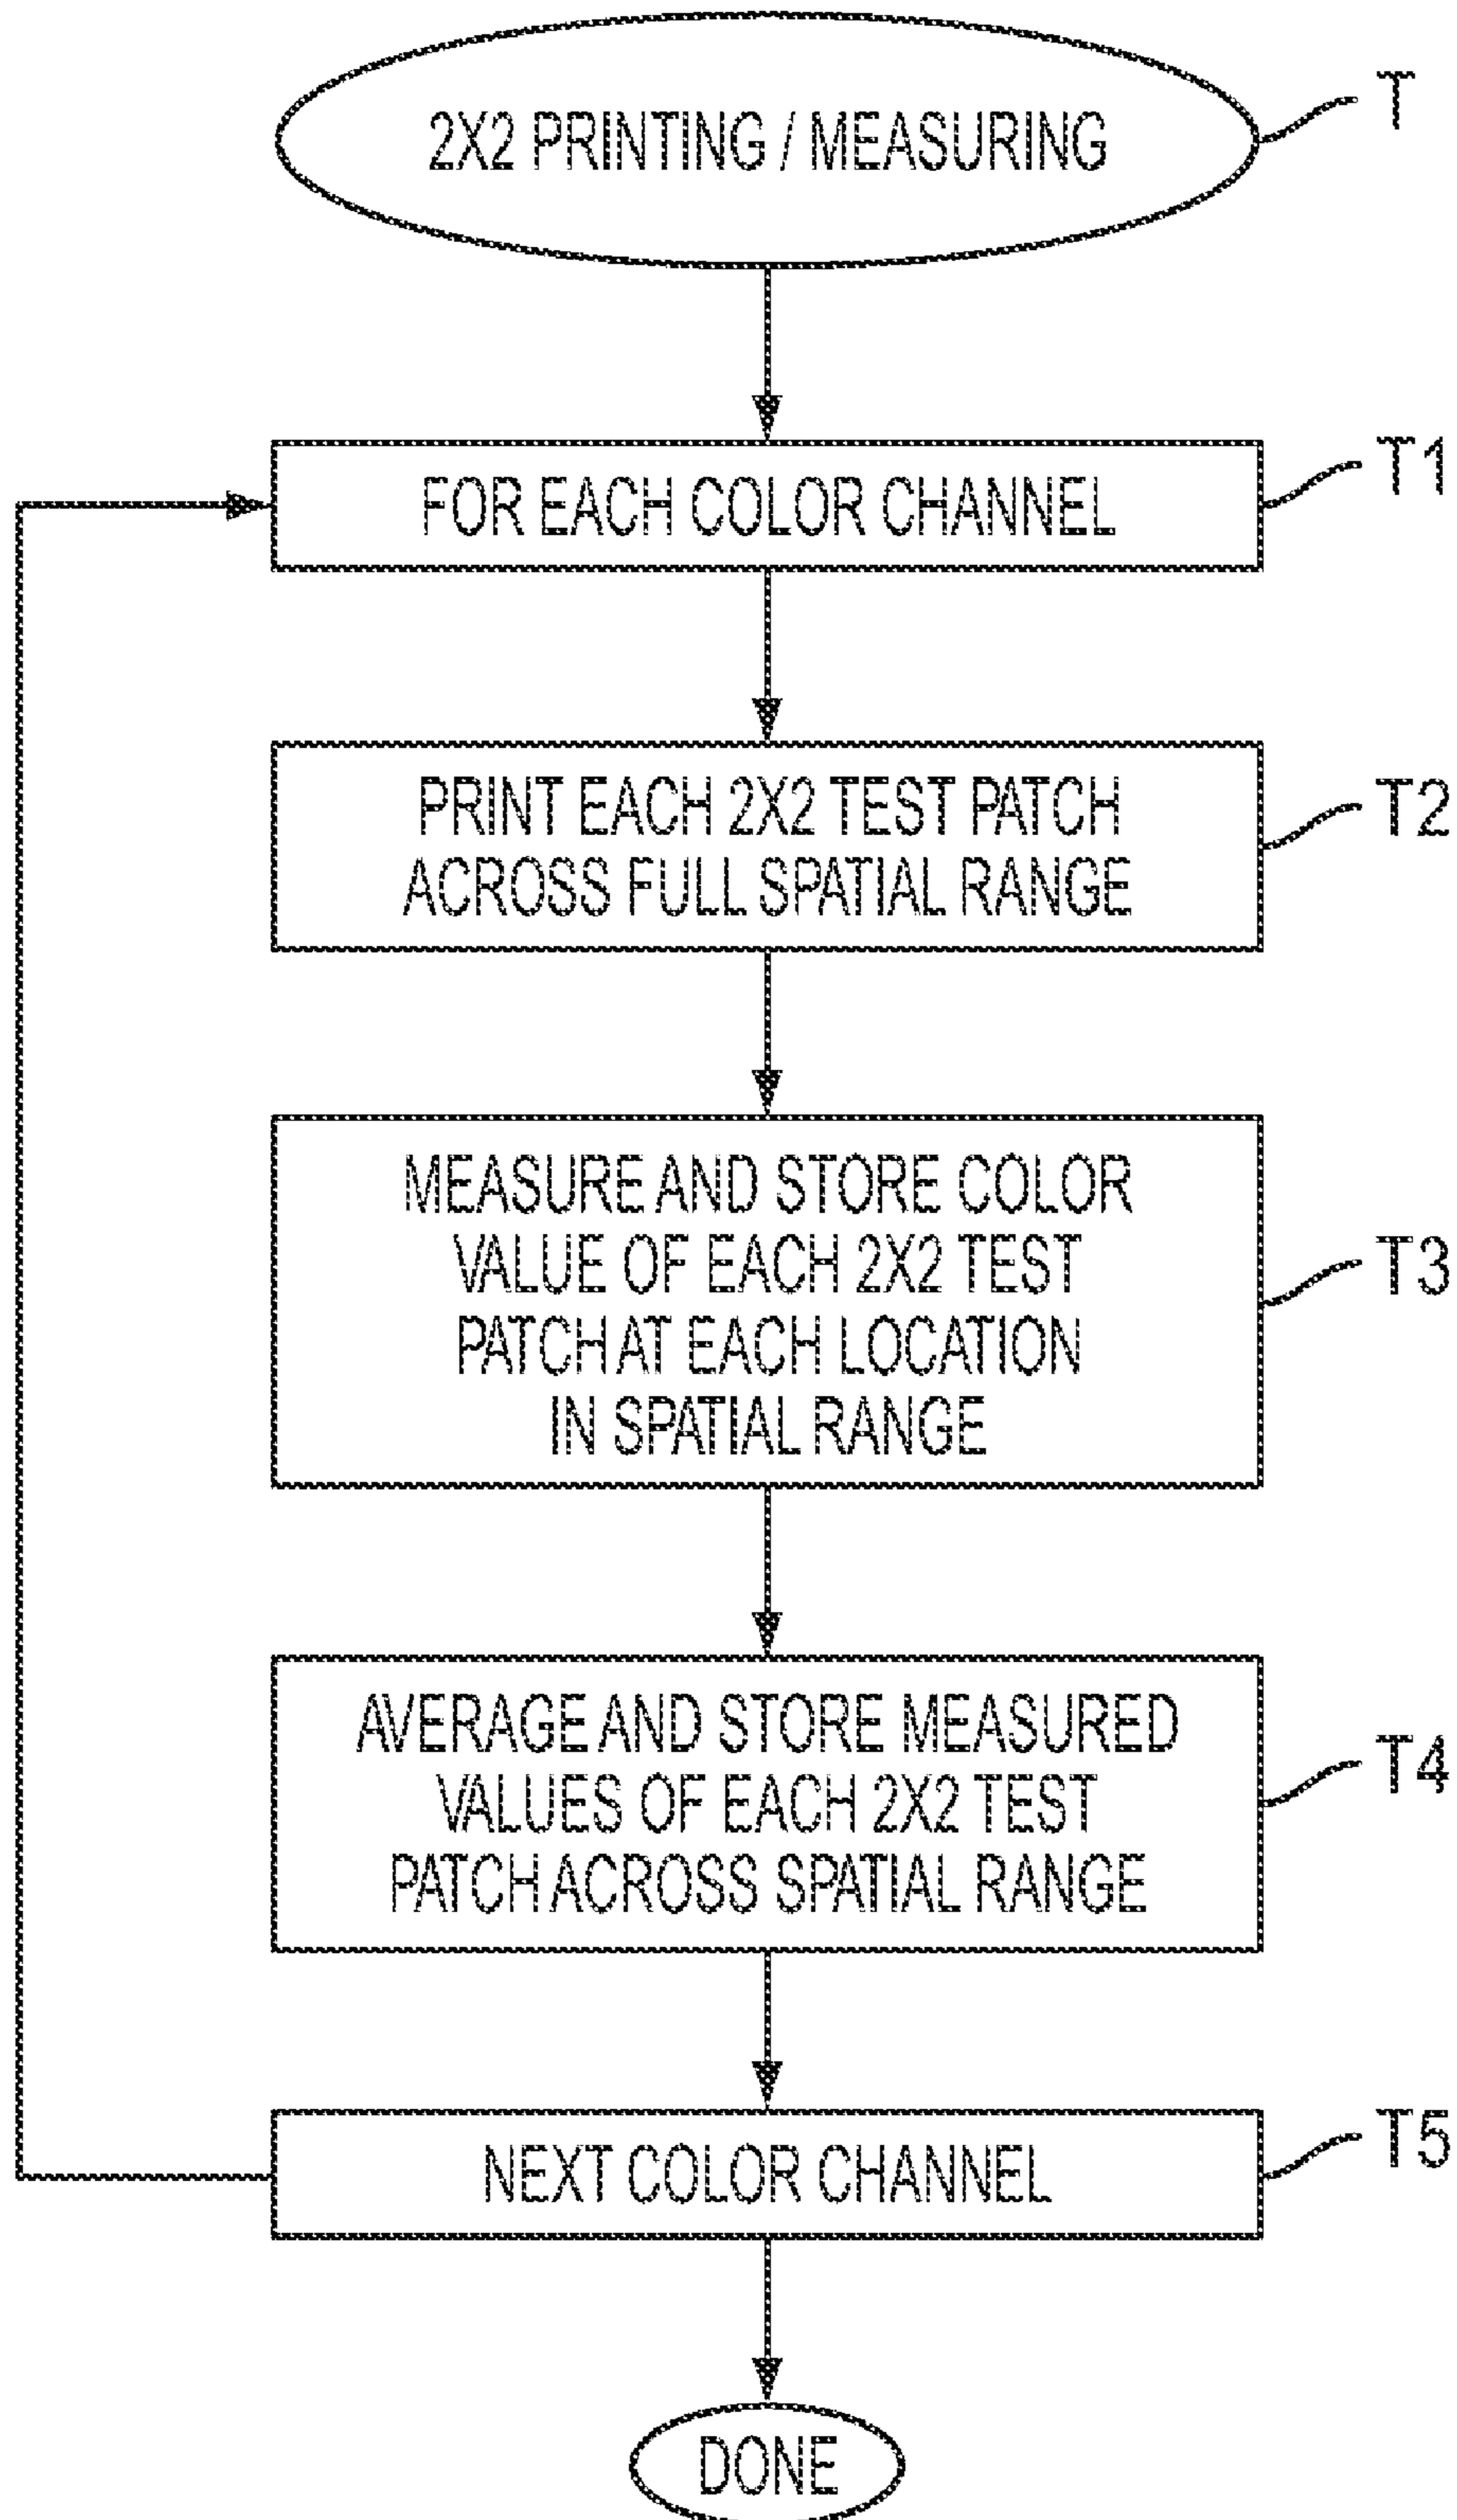 2X2 PRINTING / MEASURING
T
FOR EACH COLOR CHANNEL
T1
PRINT EACH 2X2 TEST PATCH
ACROSS FULL SPATIAL RANGE
T2
MEASURE AND STORE COLOR
VALUE OF EACH 2X2 TEST
PATCH AT EACH LOCATION
IN SPATIAL RANGE
T3
AVERAGE AND STORE MEASURED
VALUES OF EACH 2X2 TEST
PATCH ACROSS SPATIAL RANGE
T4
NEXT COLOR CHANNEL
T5
DONE